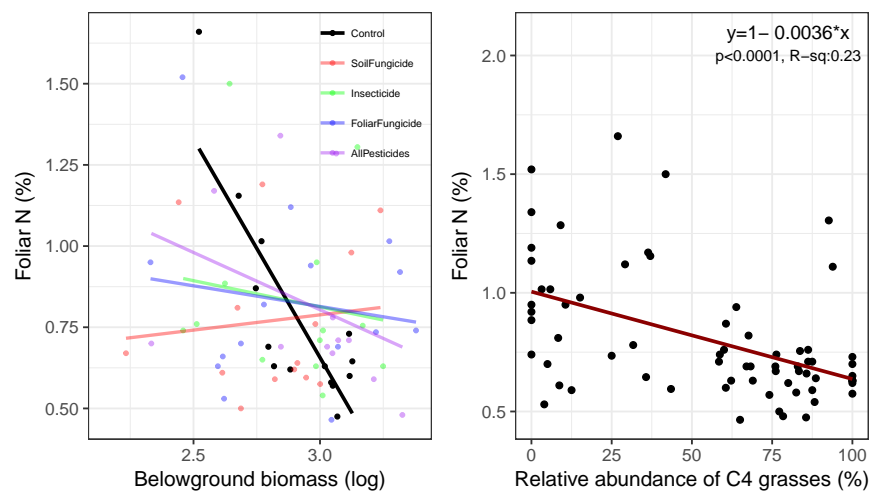 Control
SoilFungicide
Insecticide
FoliarFungicide
AllPesticides
1.50
1.25
1.00
0.75
0.50
Foliar N (%)
2.5
3.0
Belowground biomass (log)
y=1− 0.0036*x
p<0.0001, R−sq:0.23
2.0
1.5
1.0
0.5
Foliar N (%)
0
25
50
75
100
Relative abundance of C4 grasses (%)